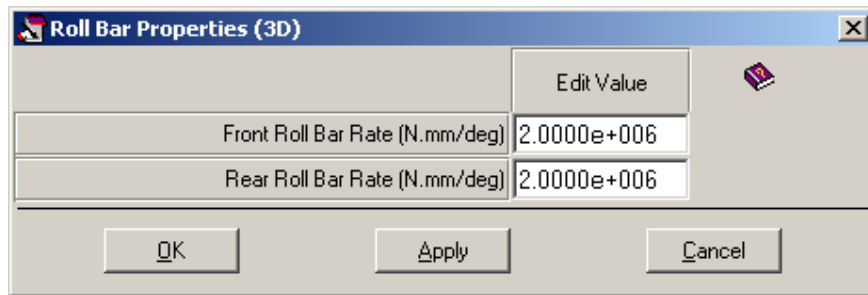 Roll Bar Properties (3D)
Edit Value
Front Roll Bar Rate (N.mm/deg) 2.0000e+006
Rear Roll Bar Rate (N.mm/deg) 2.0000e+006
OK Apply Cancel